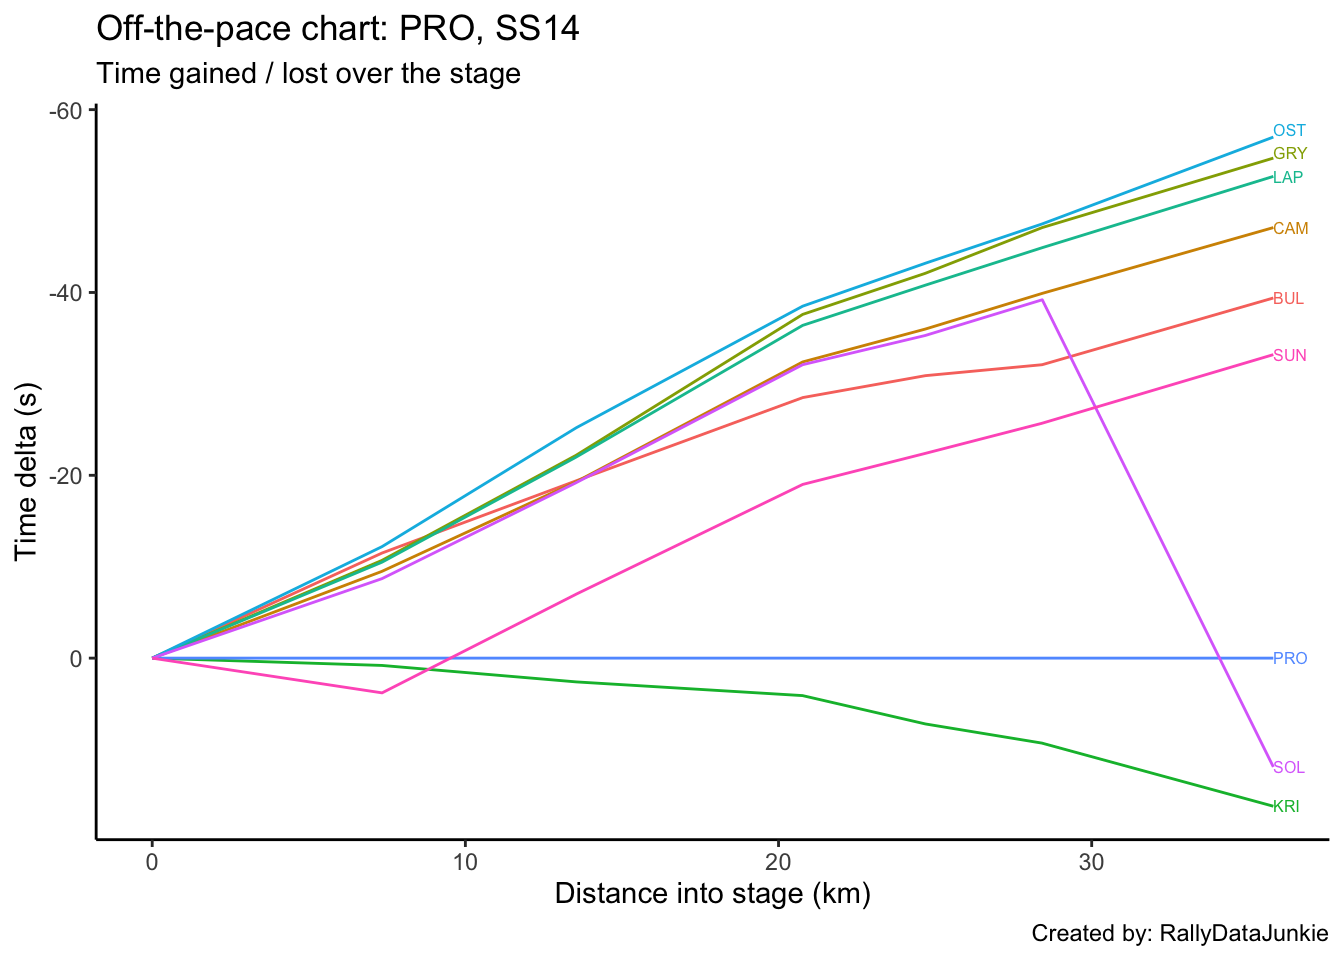 Off-the-pace chart: PRO, SS14
Time gained / lost over the stage
-60
-40
-20
0
Time delta (s)
OST
GRY
LAP
CAM
BUL
SUN
PRO
SOL
KRI
0 10 20 30
Distance into stage (km)
Created by: RallyDataJunkie